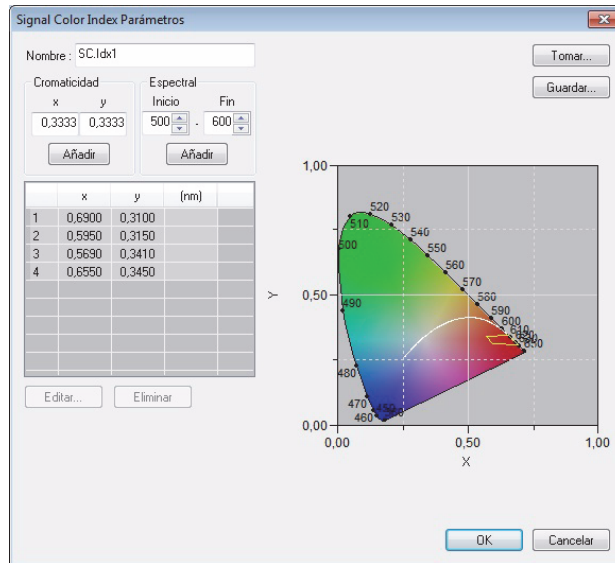 Signal Color Index Parámetros
Nombre : SC.Idx1
Tomar...
Guardar...
Cromaticidad
x y
0,3333 0,3333
Añadir
Espectral
Inicio Fin
500 - 600
Añadir
x y (nm)
1 0,6900 0,3100
2 0,5950 0,3150
3 0,5690 0,3410
4 0,6550 0,3450
Editar... Eliminar
1,00
0,50
0,00
Y
520
510
530
540
500
550
560
570
580
490
590
600
610
650
480
470
460
0,00 0,50 1,00
X
OK Cancelar